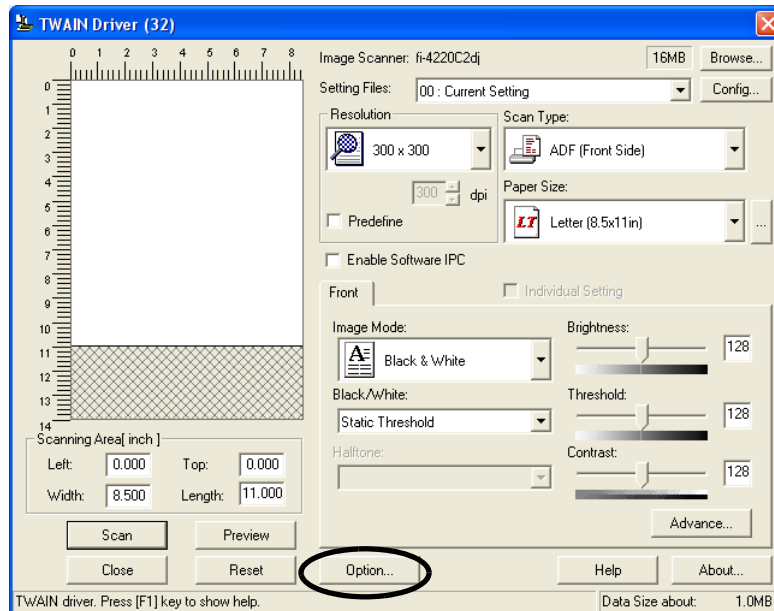 TWAIN Driver (32)
0 1 2 3 4 5 6 7 8
0
1
2
3
4
5
6
7
8
9
10
11
12
13
14
Image Scanner: fi-4220C2dj 16MB Browse...
Setting Files: 00 : Current Setting Config...
Resolution
300 x 300
300 dpi
Predefine
Scan Type:
ADF (Front Side)
Paper Size:
LT Letter (8.5x11in) ...
Enable Software IPC
Front Individual Setting
Image Mode:
A Black & White
Black/White:
Static Threshold
Halftone:
Brightness:
128
Threshold:
128
Contrast:
128
Advance...
Scanning Area[ inch ]
Left: 0.000 Top: 0.000
Width: 8.500 Length: 11.000
Scan Preview
Close Reset Option... Help About...
TWAIN driver. Press [F1] key to show help. Data Size about: 1.0MB